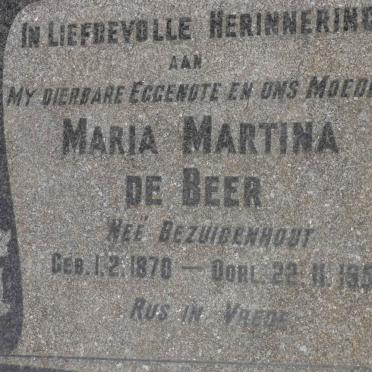 IN LIEFDEVOLLE HERINNERING
AAN
MY DIERBARE EGGENOTE EN ONS MOEDE
MARIA MARTINA
DE BEER
NEÉ BEZUIDENHOUT
GEB. 1.2.1870 — OORL. 22.11.195
RUS IN VREDE